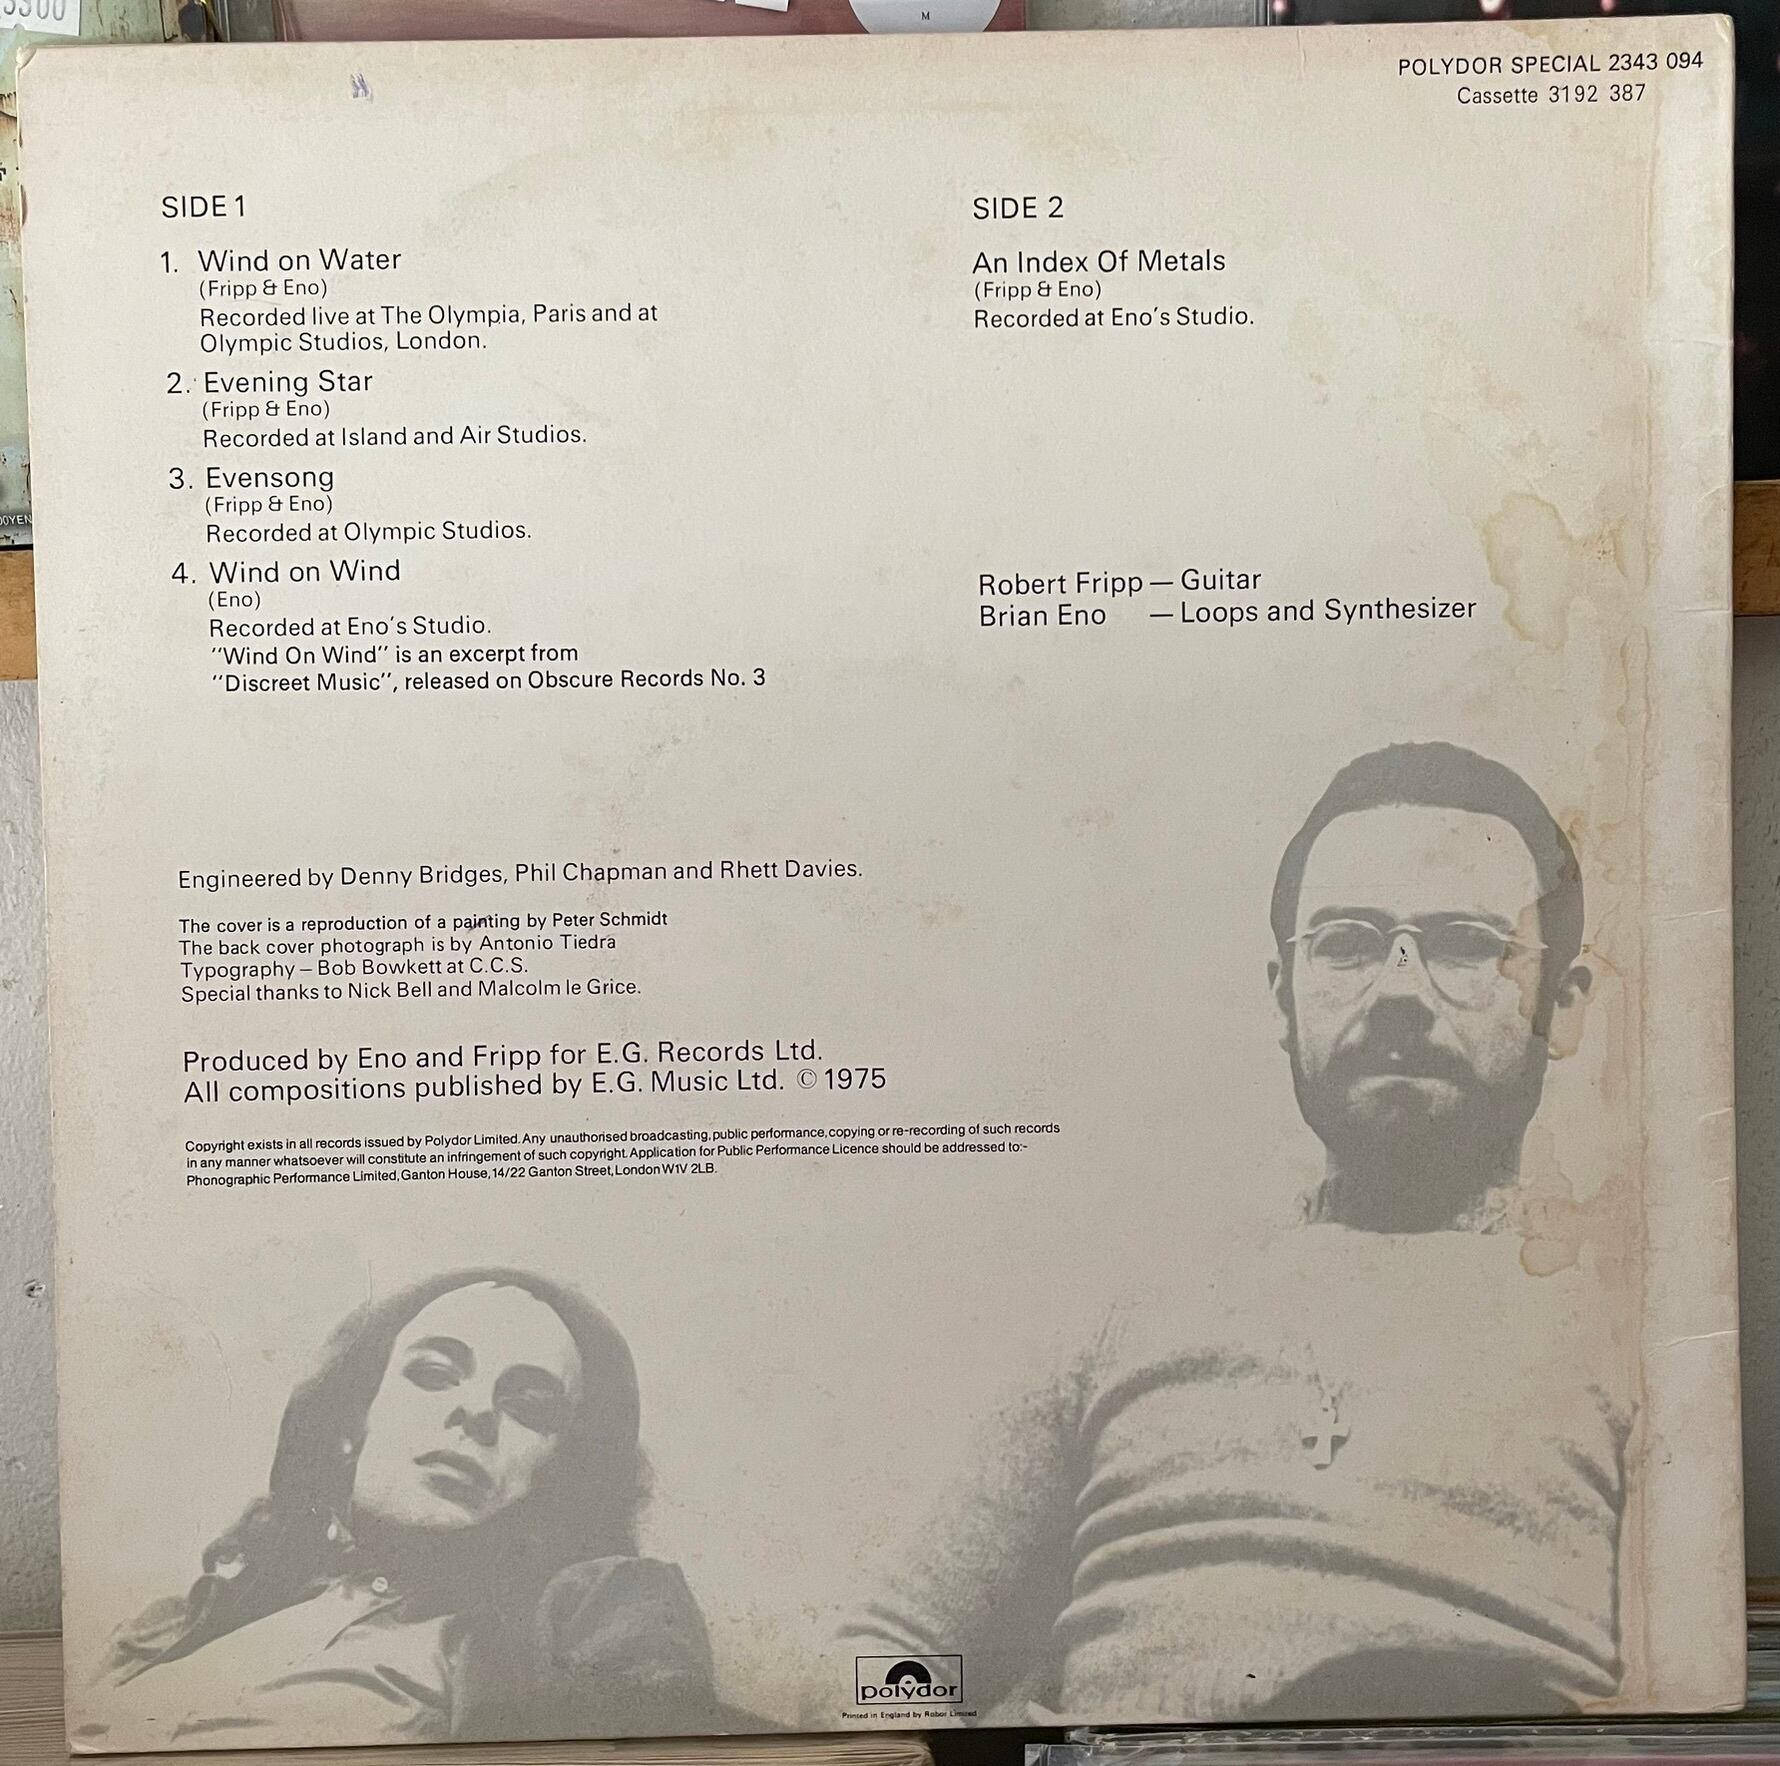 5500
M
POLYDOR SPECIAL 2343 094
Cassette 3192 387
SIDE 1
1. Wind on Water
(Fripp & Eno)
Recorded live at The Olympia, Paris and at
Olympic Studios, London.
2. Evening Star
(Fripp & Eno)
Recorded at Island and Air Studios.
3. Evensong
(Fripp & Eno)
Recorded at Olympic Studios.
4. Wind on Wind
(Eno)
Recorded at Eno's Studio.
"Wind On Wind" is an excerpt from
"Discreet Music", released on Obscure Records No. 3
SIDE 2
An Index Of Metals
(Fripp & Eno)
Recorded at Eno's Studio.
Robert Fripp — Guitar
Brian Eno — Loops and Synthesizer
Engineered by Denny Bridges, Phil Chapman and Rhett Davies.
The cover is a reproduction of a painting by Peter Schmidt
The back cover photograph is by Antonio Tiedra
Typography – Bob Bowkett at C.C.S.
Special thanks to Nick Bell and Malcolm le Grice.
Produced by Eno and Fripp for E.G. Records Ltd.
All compositions published by E.G. Music Ltd. © 1975
Copyright exists in all records issued by Polydor Limited. Any unauthorised broadcasting, public performance, copying or re-recording of such records
in any manner whatsoever will constitute an infringement of such copyright. Application for Public Performance Licence should be addressed to:-
Phonographic Performance Limited, Ganton House, 14/22 Ganton Street, London W1V 2LB.
polydor
Printed in England by Robor Limited